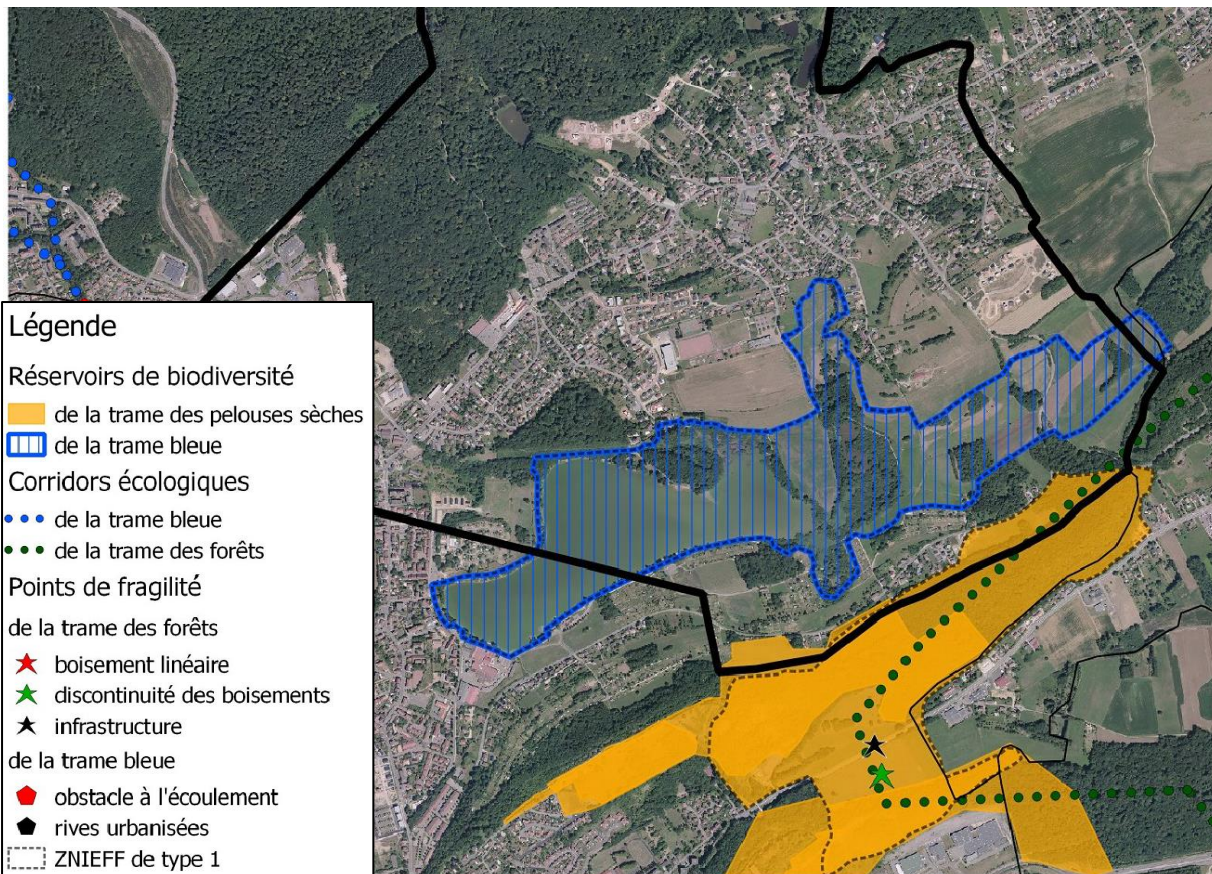 Légende
Réservoirs de biodiversité
de la trame des pelouses sèches
de la trame bleue
Corridors écologiques
de la trame bleue
de la trame des forêts
Points de fragilité
de la trame des forêts
boisement linéaire
discontinuité des boisements
infrastructure
de la trame bleue
obstacle à l'écoulement
rives urbanisées
ZNIEFF de type 1